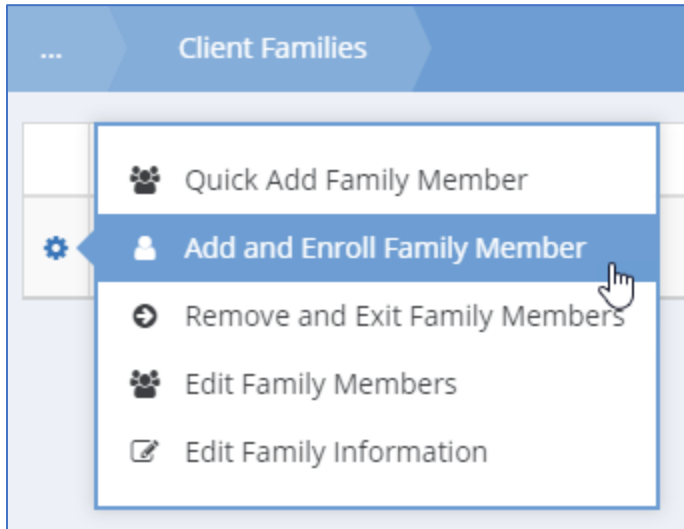 ... Client Families
Quick Add Family Member
Add and Enroll Family Member
Remove and Exit Family Members
Edit Family Members
Edit Family Information